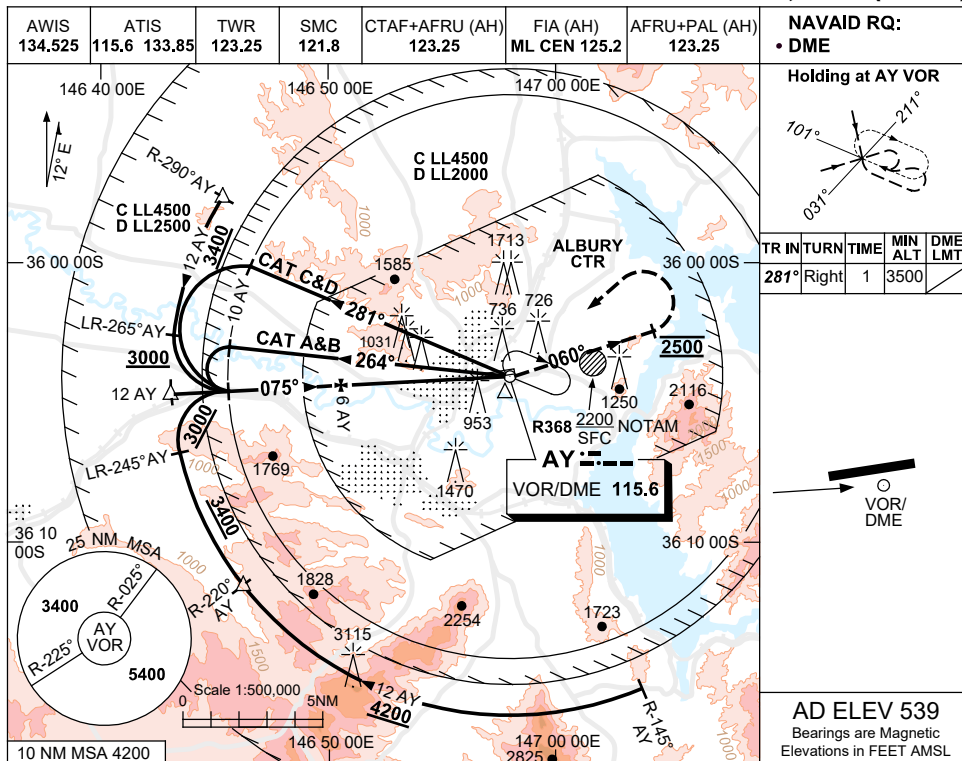 AWIS
134.525
ATIS
115.6 133.85
TWR
123.25
SMC
121.8
CTAF+AFRU (AH)
123.25
FIA (AH)
ML CEN 125.2
AFRU+PAL (AH)
123.25
NAVAID RQ:
• DME
146 40 00E
146 50 00E
147 00 00E
12° E
R-290°AY
C LL4500
D LL2500
C LL4500
D LL2000
12 AY
3400
10 AY
1000
1713
ALBURY
CTR
36 00 00S
36 00 00S
1585
1000
CAT C&D
281°
726
736
1031
LR-265°AY
3000
CAT A&B
264°
060°
2500
075°
12 AY
6 AY
3000
953
1250
2116
R368 2200 NOTAM
SFC
1000
1500
LR-245°AY
1000
1769
1470
AY
VOR/DME 115.6
1000
3400
36 10
00S
36 10 00S
25 NM MSA
1000
R-025°
3400
AY
VOR
R-225°
5400
R-220°
AY
1828
2254
1723
1500
3115
Scale 1:500,000
0
5NM
12 AY
4200
R-145°
AY
146 50 00E
147 00 00E
2825
10 NM MSA 4200
Holding at AY VOR
101°
211°
031°
TR IN TURN TIME MIN ALT DME LMT
281° Right 1 3500
VOR/
DME
AD ELEV 539
Bearings are Magnetic
Elevations in FEET AMSL